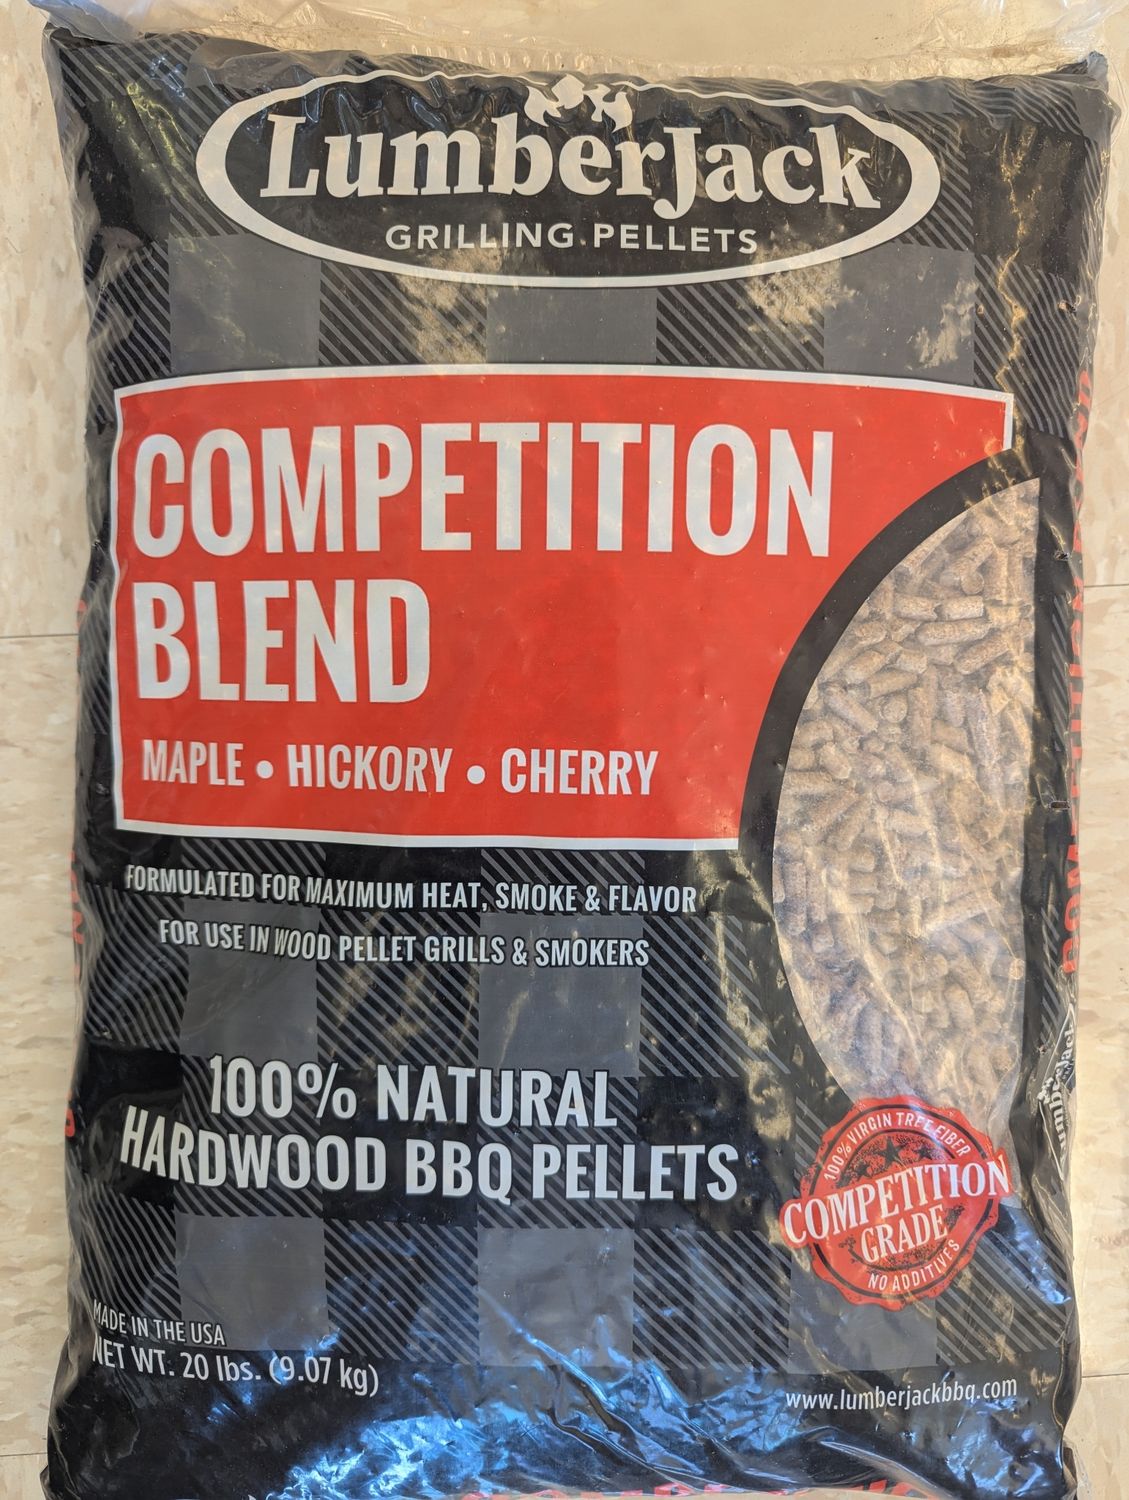 LumberJack
GRILLING PELLETS
COMPETITION
BLEND
MAPLE • HICKORY • CHERRY
FORMULATED FOR MAXIMUM HEAT, SMOKE & FLAVOR
FOR USE IN WOOD PELLET GRILLS & SMOKERS
100% NATURAL
HARDWOOD BBQ PELLETS
100% VIRGIN TREE FIBER
COMPETITION
GRADE
NO ADDITIVES
MADE IN THE USA
NET WT. 20 lbs. (9.07 kg)
www.lumberjackbbq.com